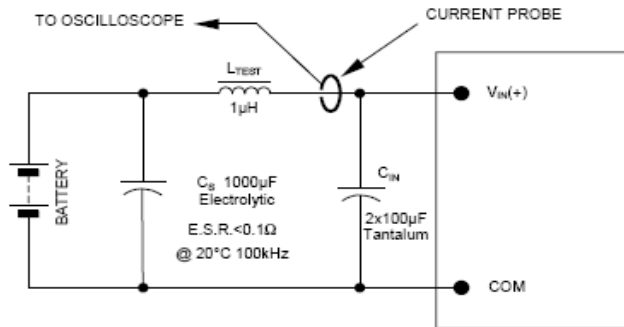 TO OSCILLOSCOPE
CURRENT PROBE
LTEST
1µH
VIN(+)
BATTERY
CS 1000µF
Electrolytic
E.S.R.<0.1Ω
@ 20°C 100kHz
CIN
2x100µF
Tantalum
COM